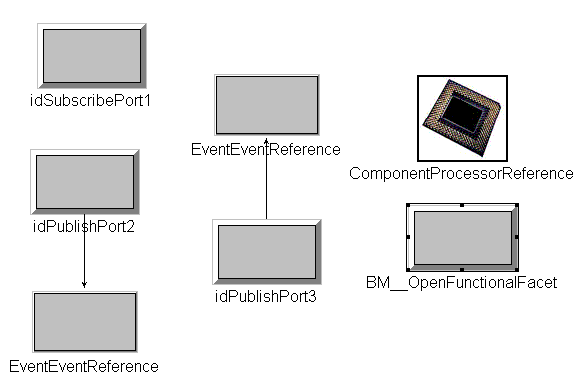 idSubscribePort1
EventEventReference
ComponentProcessorReference
idPublishPort2
idPublishPort3
BM__OpenFunctionalFacet
EventEventReference